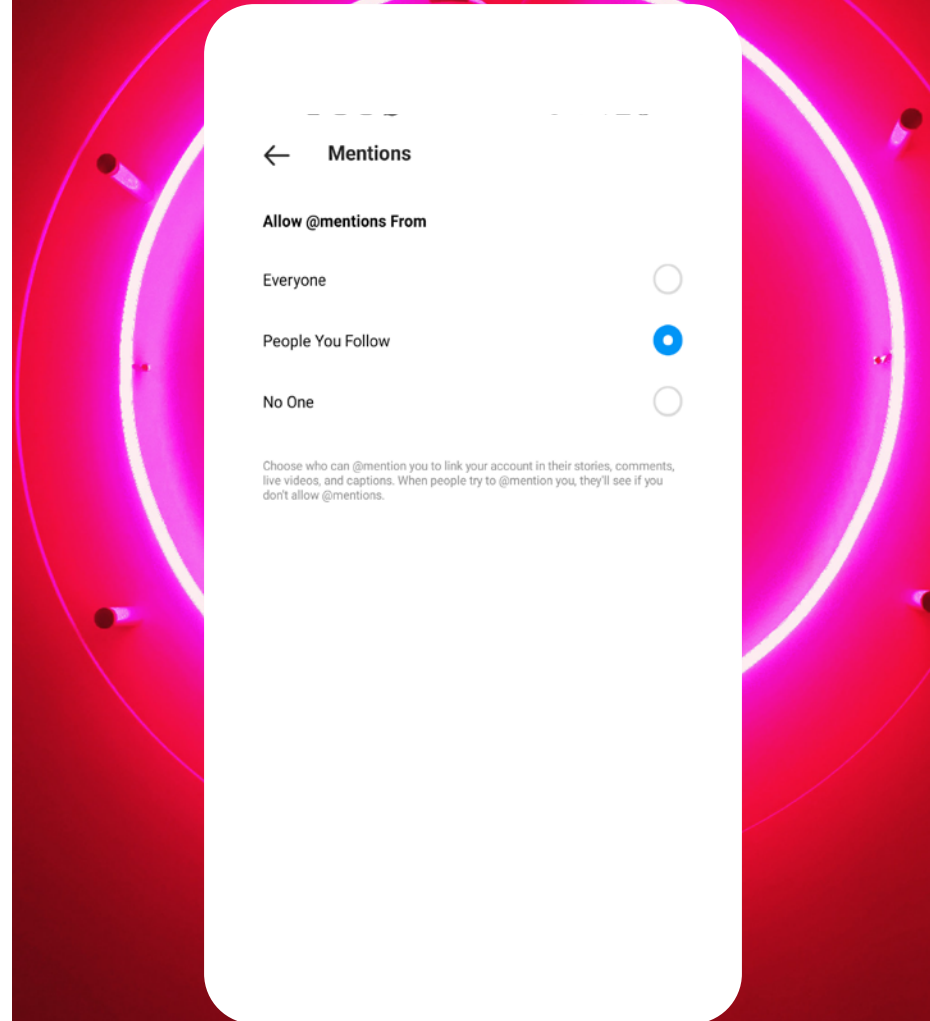 Mentions
Allow @mentions From
Everyone
People You Follow
No One
Choose who can @mention you to link your account in their stories, comments,
live videos, and captions. When people try to @mention you, they'll see if you
don't allow @mentions.